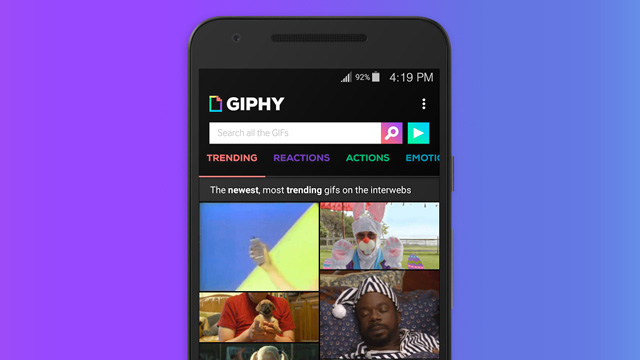 92% 4:19 PM
GIPHY
Search all the GIFs
TRENDING REACTIONS ACTIONS EMOTIC
The newest, most trending gifs on the interwebs